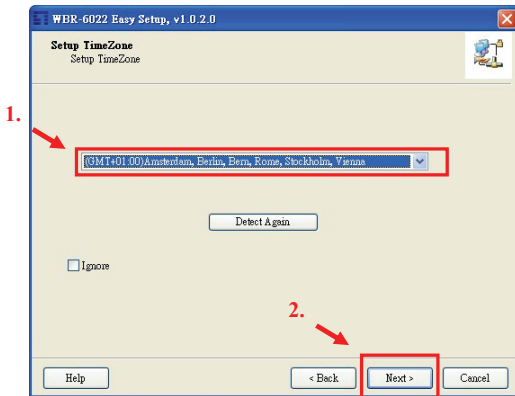 WBR-6022 Easy Setup, v1.0.2.0
Setup TimeZone
Setup TimeZone
1.
(GMT+01:00)Amsterdam, Berlin, Bern, Rome, Stockholm, Vienna
Detect Again
Ignore
2.
Help
< Back
Next >
Cancel